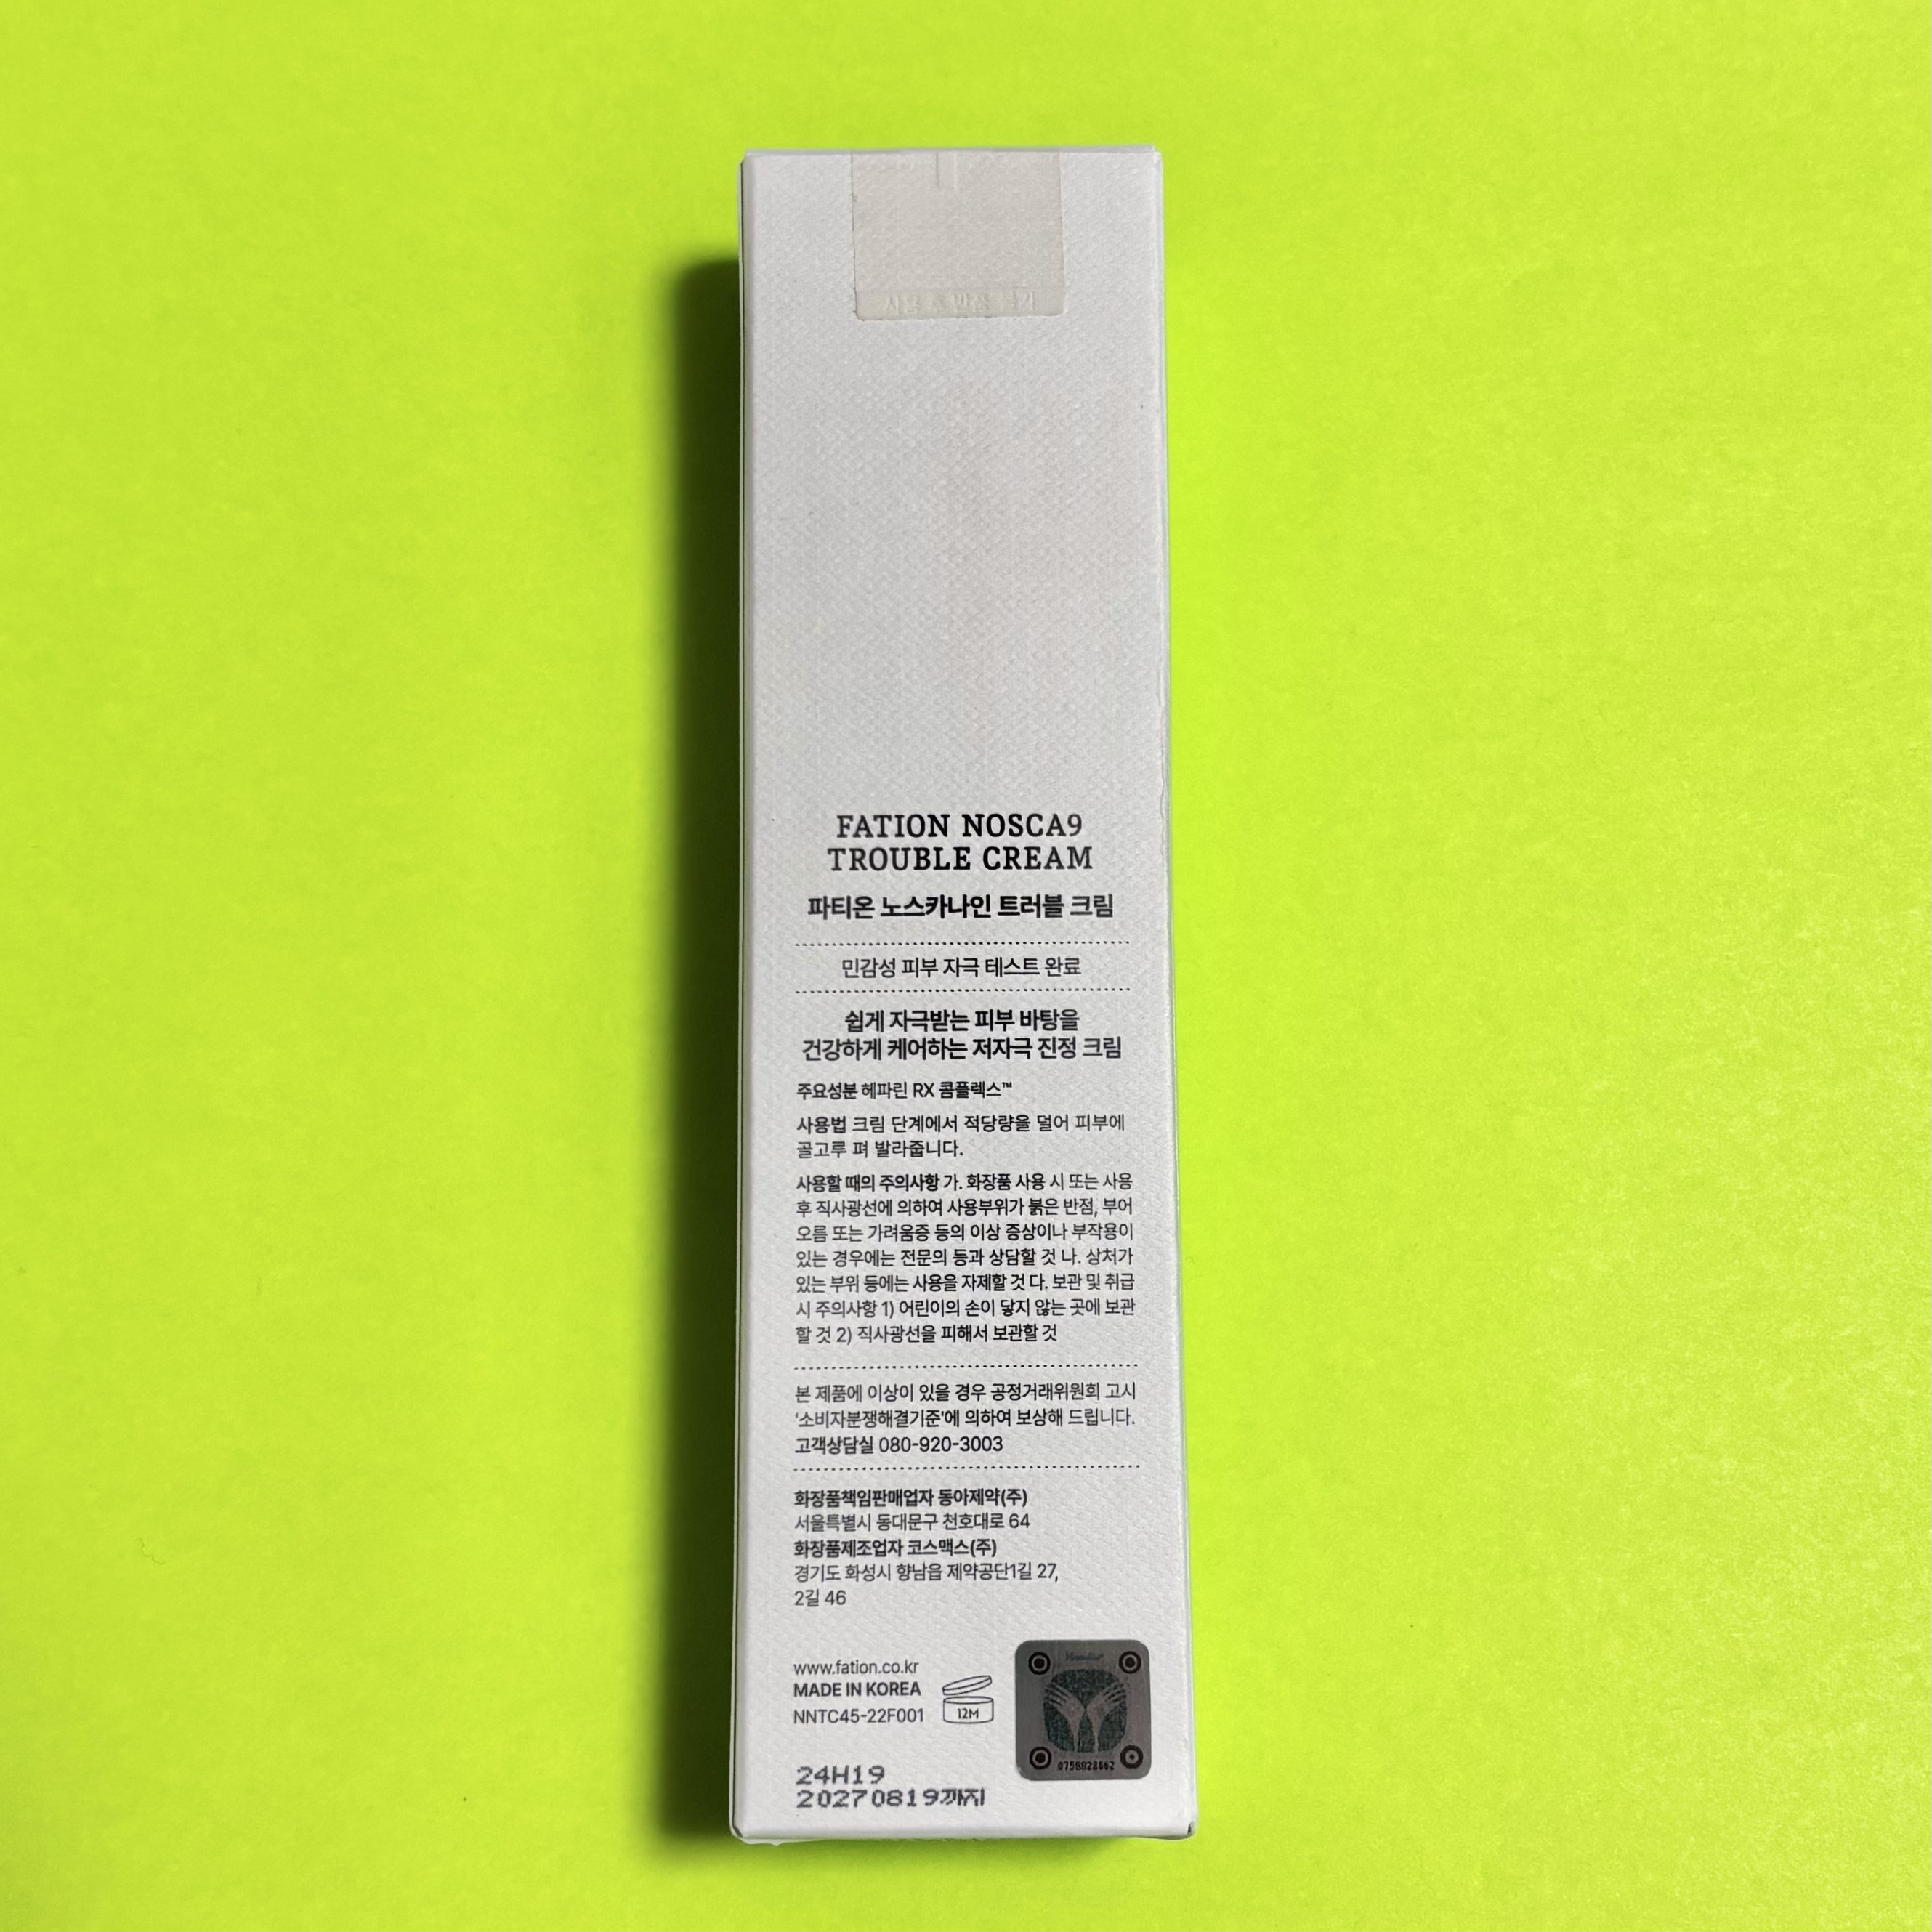 사용 후 반품 불가
FATION NOSCA9
TROUBLE CREAM
파티온 노스카나인 트러블 크림
민감성 피부 자극 테스트 완료
쉽게 자극받는 피부 바탕을
건강하게 케어하는 저자극 진정 크림
주요성분 헤파린 RX 콤플렉스™
사용법 크림 단계에서 적당량을 덜어 피부에
골고루 펴 발라줍니다.
사용할 때의 주의사항 가. 화장품 사용 시 또는 사용
후 직사광선에 의하여 사용부위가 붉은 반점, 부어
오름 또는 가려움증 등의 이상 증상이나 부작용이
있는 경우에는 전문의 등과 상담할 것 나. 상처가
있는 부위 등에는 사용을 자제할 것 다. 보관 및 취급
시 주의사항 1) 어린이의 손이 닿지 않는 곳에 보관
할 것 2) 직사광선을 피해서 보관할 것
본 제품에 이상이 있을 경우 공정거래위원회 고시
'소비자분쟁해결기준'에 의하여 보상해 드립니다.
고객상담실 080-920-3003
화장품책임판매업자 동아제약(주)
서울특별시 동대문구 천호대로 64
화장품제조업자 코스맥스(주)
경기도 화성시 향남읍 제약공단1길 27,
2길 46
www.fation.co.kr
MADE IN KOREA
NNTC45-22F001
12M
24H19
20270819까지